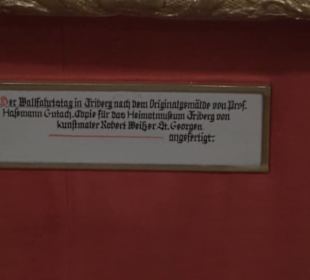 Der Wallfahrtstag in Triberg nach dem Originalgemälde von Prof.
Haßmann Gutach. Copie für das Heimatmuseum Triberg von
Kunstmaler Robert Weißer St. Georgen
angefertigt: